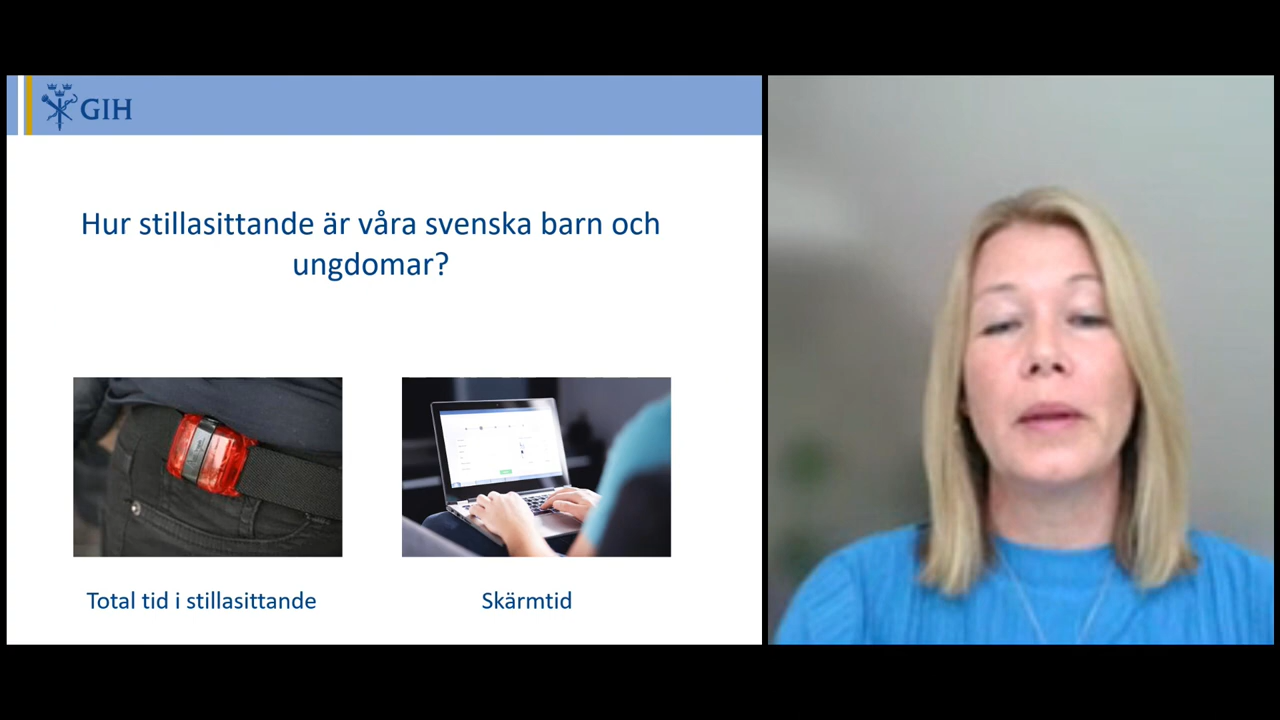 GIH
Hur stillasittande är våra svenska barn och
ungdomar?
Total tid i stillasittande
Skärmtid